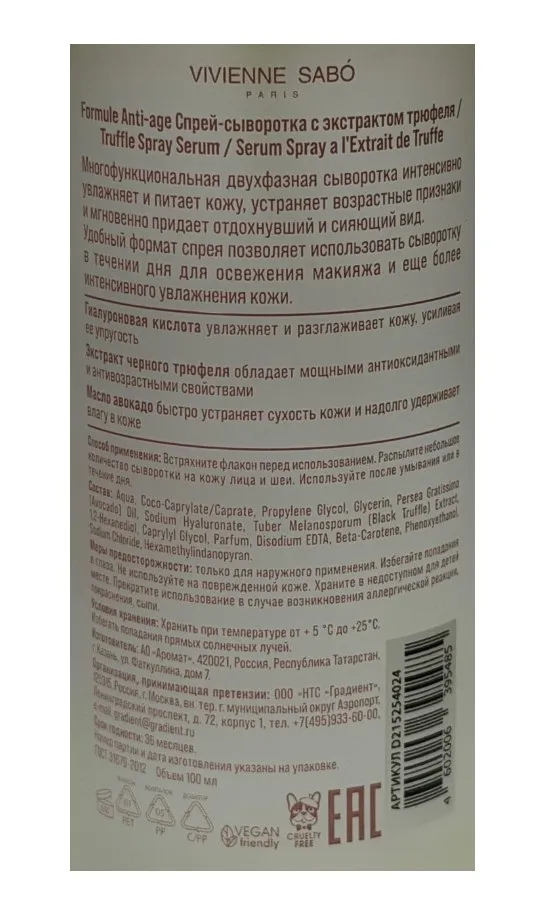 VIVIENNE SABÓ
PARIS
Formule Anti-age Спрей-сыворотка с экстрактом трюфеля /
Truffle Spray Serum / Serum Spray a l'Extrait de Truffe
Многофункциональная двухфазная сыворотка интенсивно
увлажняет и питает кожу, устраняет возрастные признаки
и мгновенно придает отдохнувший и сияющий вид.
Удобный формат спрея позволяет использовать сыворотку
в течении дня для освежения макияжа и еще более
интенсивного увлажнения кожи.
Гиалуроновая кислота увлажняет и разглаживает кожу, усиливая
ее упругость
Экстракт черного трюфеля обладает мощными антиоксидантными
и антивозрастными свойствами
Масло авокадо быстро устраняет сухость кожи и надолго удерживает
влагу в коже
Способ применения: Встряхните флакон перед использованием. Распылите небольшое
количество сыворотки на кожу лица и шеи. Используйте после умывания или в
течение дня.
Состав: Aqua, Coco-Caprylate/Caprate, Propylene Glycol, Glycerin, Persea Gratissima
(Avocado) Oil, Sodium Hyaluronate, Tuber Melanosporum (Black Truffle) Extract,
1,2-Hexanediol, Caprylyl Glycol, Parfum, Disodium EDTA, Beta-Carotene, Phenoxyethanol,
Sodium Chloride, Hexamethylindanopyran.
Меры предосторожности: только для наружного применения. Избегайте попадания
в глаза. Не используйте на поврежденной коже. Храните в недоступном для детей
месте. Прекратите использование в случае возникновения аллергической реакции,
покраснения, сыпи.
Условия хранения: Хранить при температуре от + 5 °C до +25°C.
Избегать попадания прямых солнечных лучей.
Изготовитель: АО «Аромат», 420021, Россия, Республика Татарстан,
г. Казань, ул. Фаткуллина, дом 7.
Организация, принимающая претензии: ООО «НТС «Градиент»,
125315, Россия, г. Москва, вн. тер. г. муниципальный округ Аэропорт,
Ленинградский проспект, д. 72, корпус 1, тел. +7(495)933-60-00.
e-mail. gradient@gradient.ru
Срок годности: 36 месяцев.
Номер партии и дата изготовления указаны на упаковке.
ГОСТ 31679-2012 Объем 100 мл
PET
05
PP
C/PP
VEGAN
friendly
CRUELTY
FREE
EAC
АРТИКУЛ D215254024
4 602006 395485